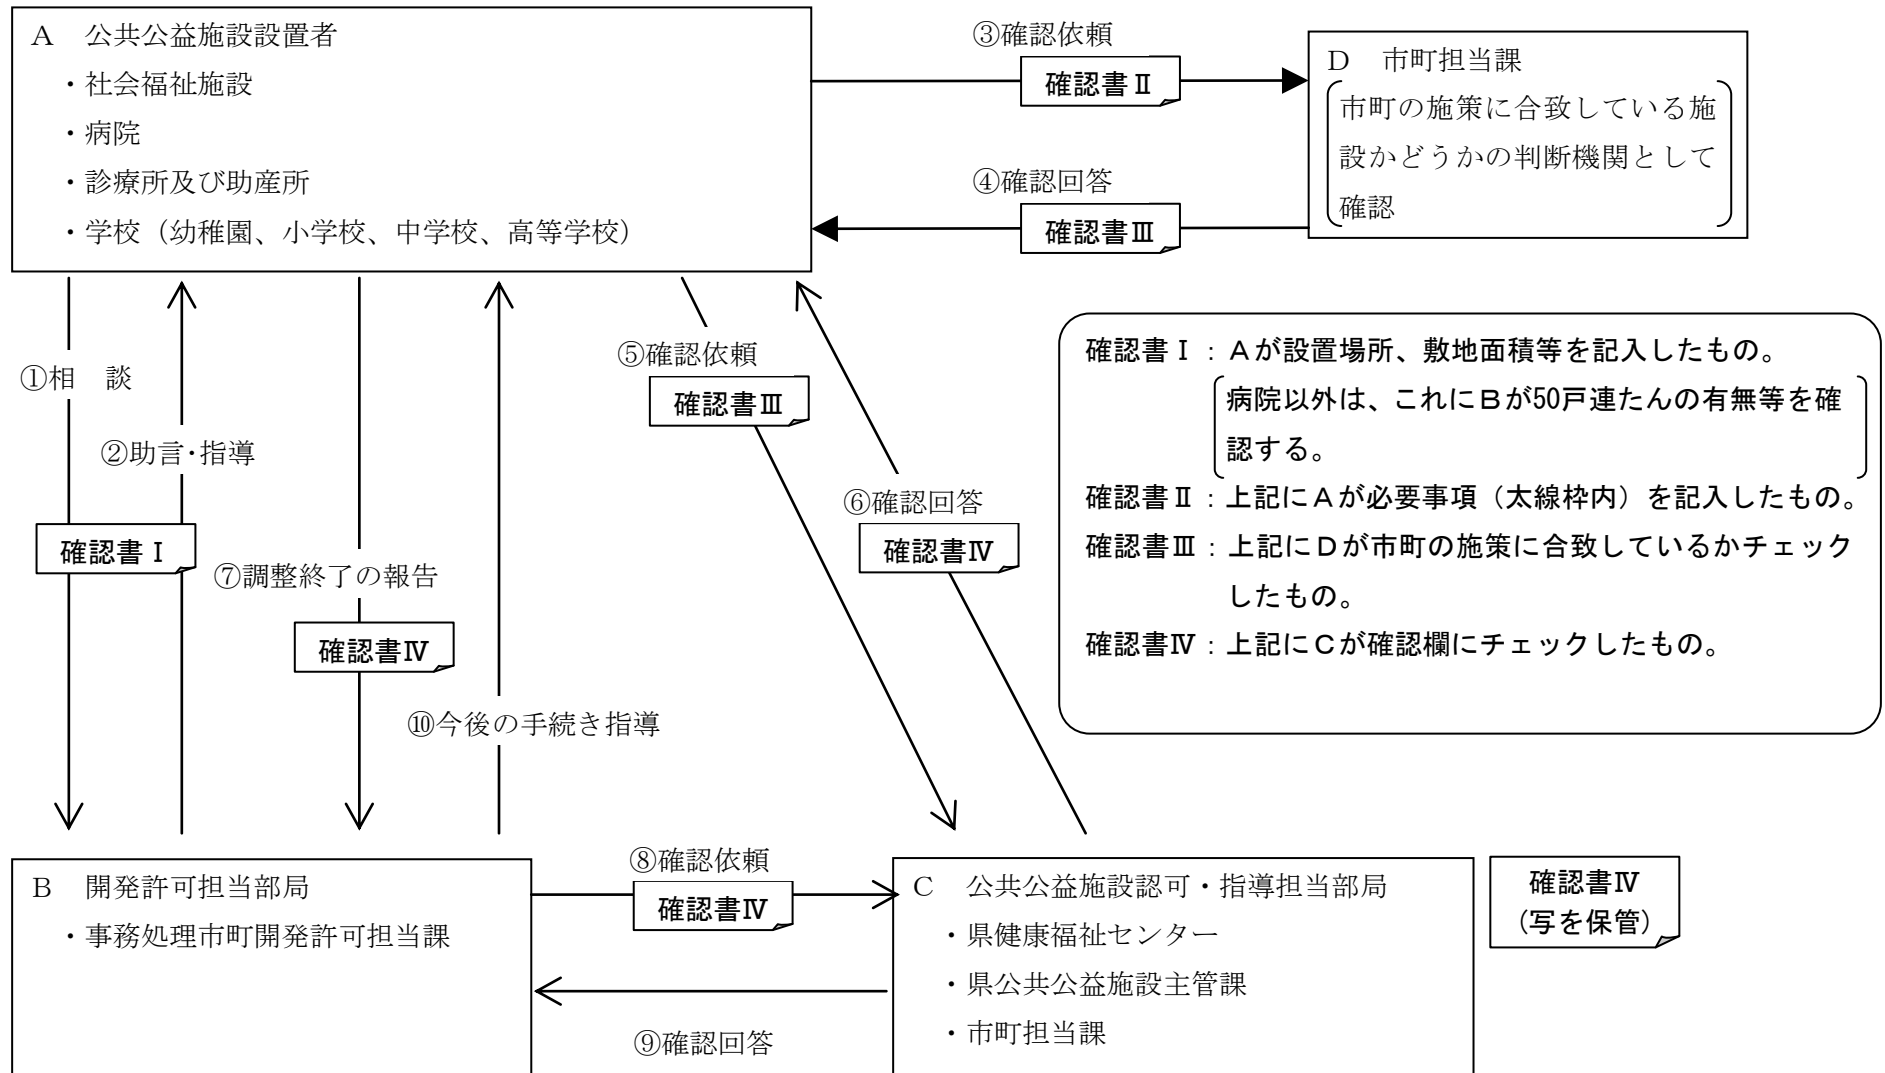 A 公共公益施設設置者
・社会福祉施設
・病院
・診療所及び助産所
・学校（幼稚園、小学校、中学校、高等学校）
③確認依頼
確認書Ⅱ
④確認回答
確認書Ⅲ
D 市町担当課
市町の施策に合致している施
設かどうかの判断機関として
確認
①相 談
②助言･指導
確認書Ⅰ
⑦調整終了の報告
確認書Ⅳ
⑩今後の手続き指導
⑤確認依頼
確認書Ⅲ
⑥確認回答
確認書Ⅳ
確認書Ⅰ：Ａが設置場所、敷地面積等を記入したもの。
病院以外は、これにＢが50戸連たんの有無等を確
認する。
確認書Ⅱ：上記にＡが必要事項（太線枠内）を記入したもの。
確認書Ⅲ：上記にＤが市町の施策に合致しているかチェック
したもの。
確認書Ⅳ：上記にＣが確認欄にチェックしたもの。
B 開発許可担当部局
・事務処理市町開発許可担当課
⑧確認依頼
確認書Ⅳ
⑨確認回答
C 公共公益施設認可・指導担当部局
・県健康福祉センター
・県公共公益施設主管課
・市町担当課
確認書Ⅳ
(写を保管)